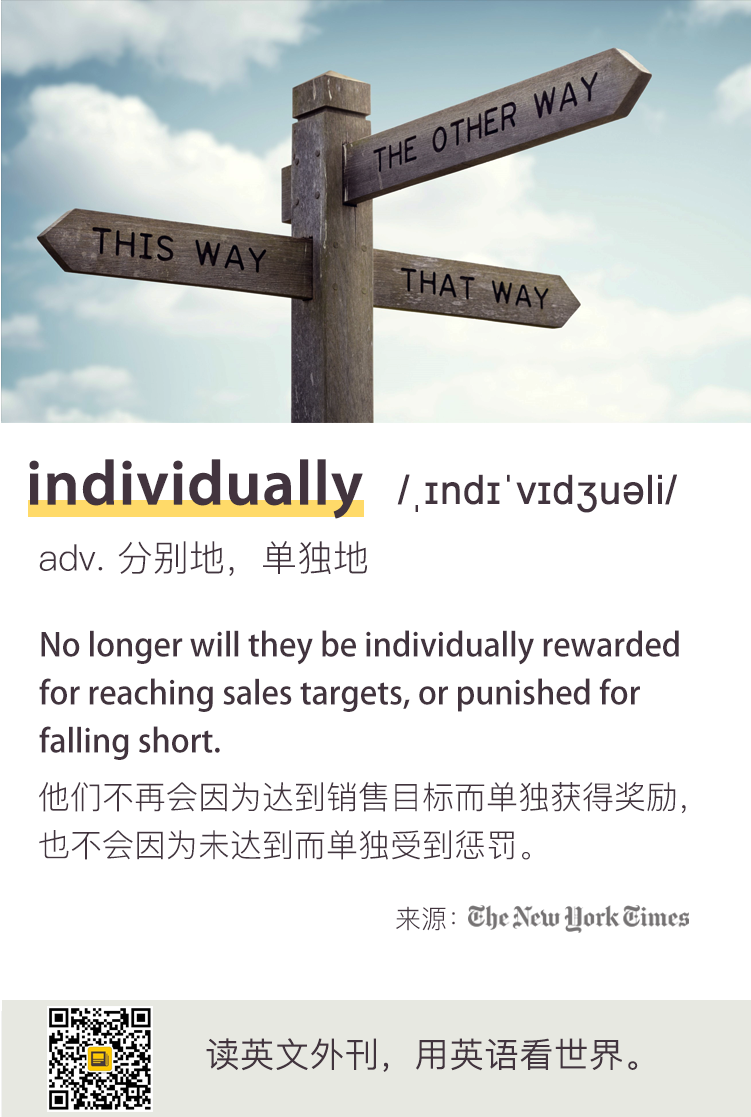 THE OTHER WAY
THIS WAY
THAT WAY
individually /ˌɪndɪˈvɪdʒuəli/
adv. 分别地，单独地
No longer will they be individually rewarded
for reaching sales targets, or punished for
falling short.
他们不再会因为达到销售目标而单独获得奖励，
也不会因为未达到而单独受到惩罚。
来源：The New York Times
读英文外刊，用英语看世界。